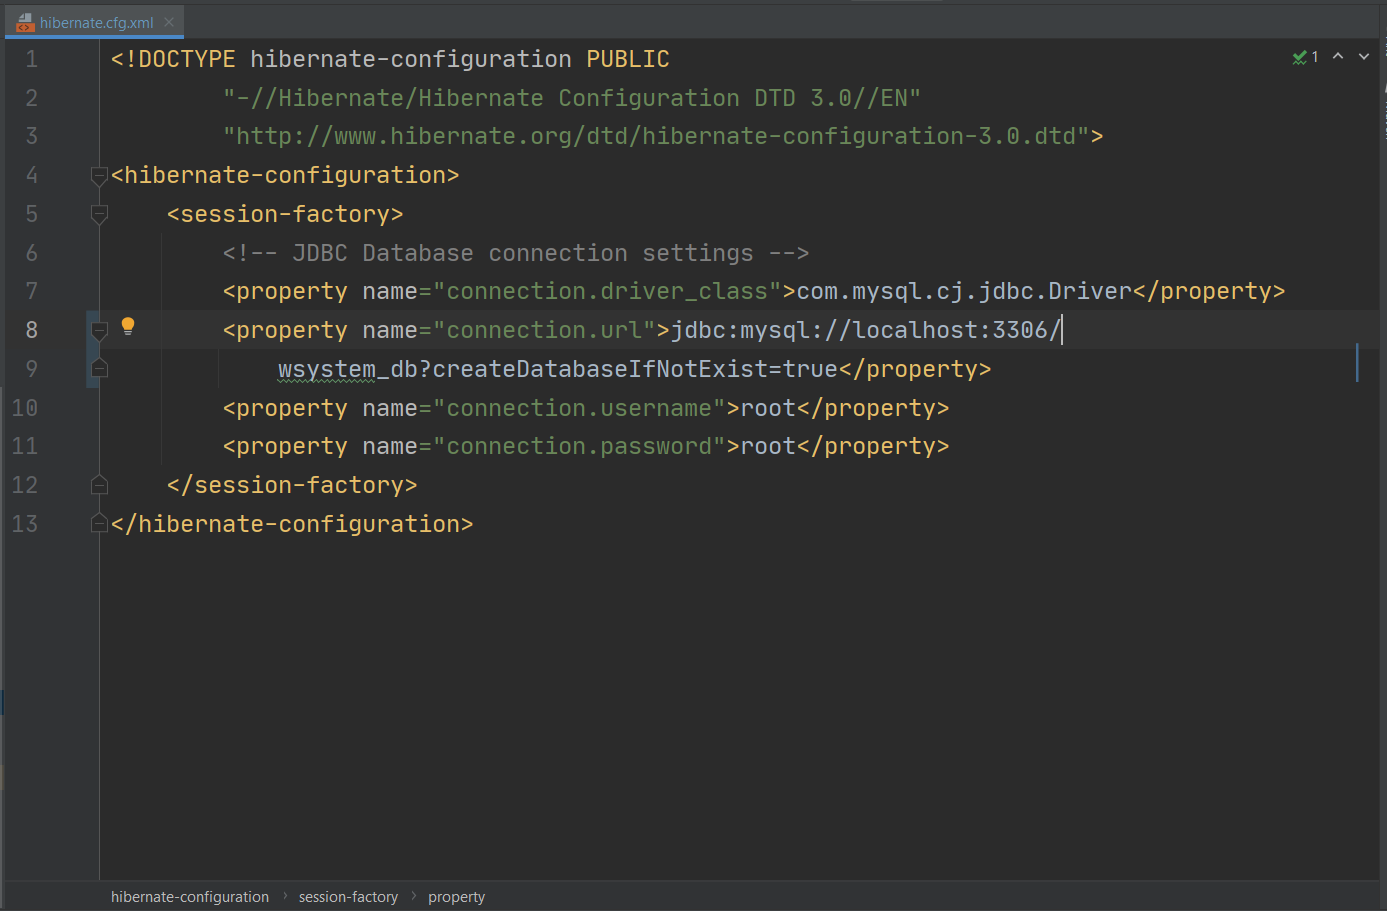 hibernate.cfg.xml
1 <!DOCTYPE hibernate-configuration PUBLIC
2 "-//Hibernate/Hibernate Configuration DTD 3.0//EN"
3 "http://www.hibernate.org/dtd/hibernate-configuration-3.0.dtd">
4 <hibernate-configuration>
5 <session-factory>
6 <!-- JDBC Database connection settings -->
7 <property name="connection.driver_class">com.mysql.cj.jdbc.Driver</property>
8 <property name="connection.url">jdbc:mysql://localhost:3306/
9 wsystem_db?createDatabaseIfNotExist=true</property>
10 <property name="connection.username">root</property>
11 <property name="connection.password">root</property>
12 </session-factory>
13 </hibernate-configuration>
1
hibernate-configuration › session-factory › property